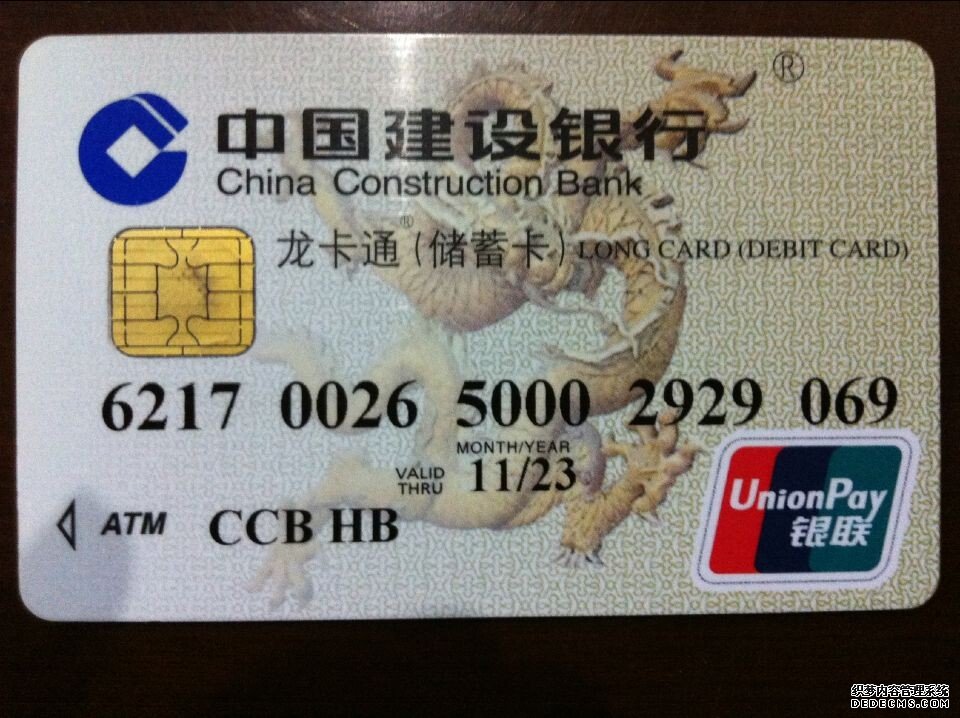 ®
中国建设银行
China Construction Bank
龙卡通®(储蓄卡) LONG CARD (DEBIT CARD)
6217 0026 5000 2929 069
MONTH/YEAR
VALID THRU 11/23
ATM CCB HB
UnionPay
银联
织梦内容管理系统
DEDECMS.COM